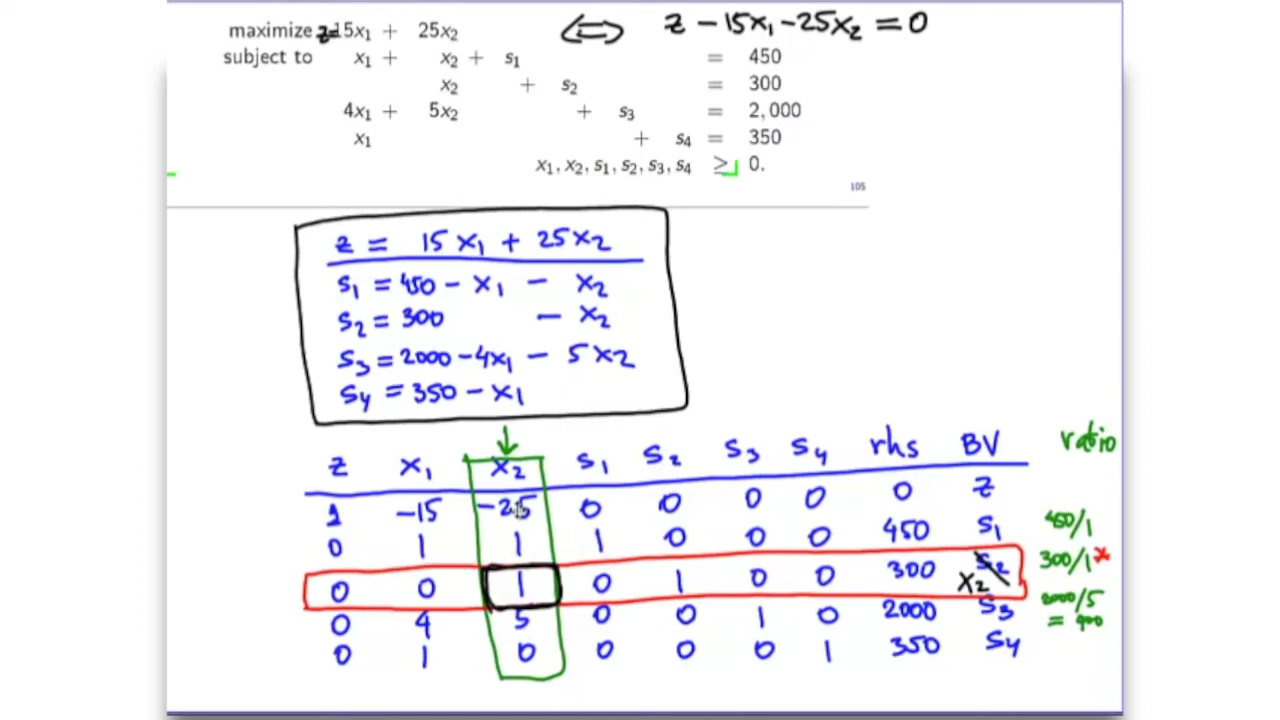 maximize z=15x₁ + 25x₂ ⟺ z − 15x₁ − 25x₂ = 0
subject to x₁ + x₂ + s₁ = 450
x₂ + s₂ = 300
4x₁ + 5x₂ + s₃ = 2,000
x₁ + s₄ = 350
x₁, x₂, s₁, s₂, s₃, s₄ ≥ 0.
105
z = 15x₁ + 25x₂
s₁ = 450 − x₁ − x₂
s₂ = 300 − x₂
s₃ = 2000 − 4x₁ − 5x₂
s₄ = 350 − x₁
z x₁ x₂ s₁ s₂ s₃ s₄ rhs BV ratio
1 −15 −25 0 0 0 0 0 z
0 1 1 1 0 0 0 450 s₁ 450/1
0 0 1 0 1 0 0 300 s₂ x₂ 300/1 *
0 4 5 0 0 1 0 2000 s₃ 2000/5 = 400
0 1 0 0 0 0 1 350 s₄